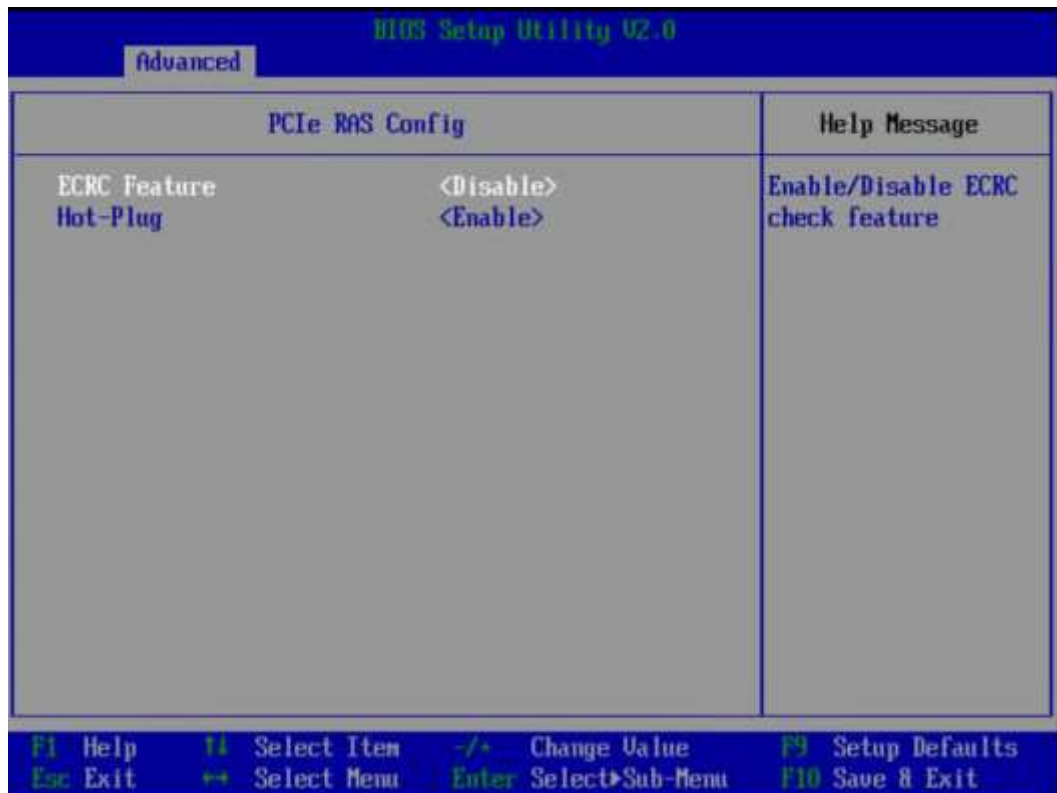 BIOS Setup Utility V2.0
Advanced
PCIe RAS Config
Help Message
ECRC Feature <Disable>
Hot-Plug <Enable>
Enable/Disable ECRC
check feature
F1 Help ↑↓ Select Item -/+ Change Value F9 Setup Defaults
Esc Exit ←→ Select Menu Enter Select▶Sub-Menu F10 Save & Exit